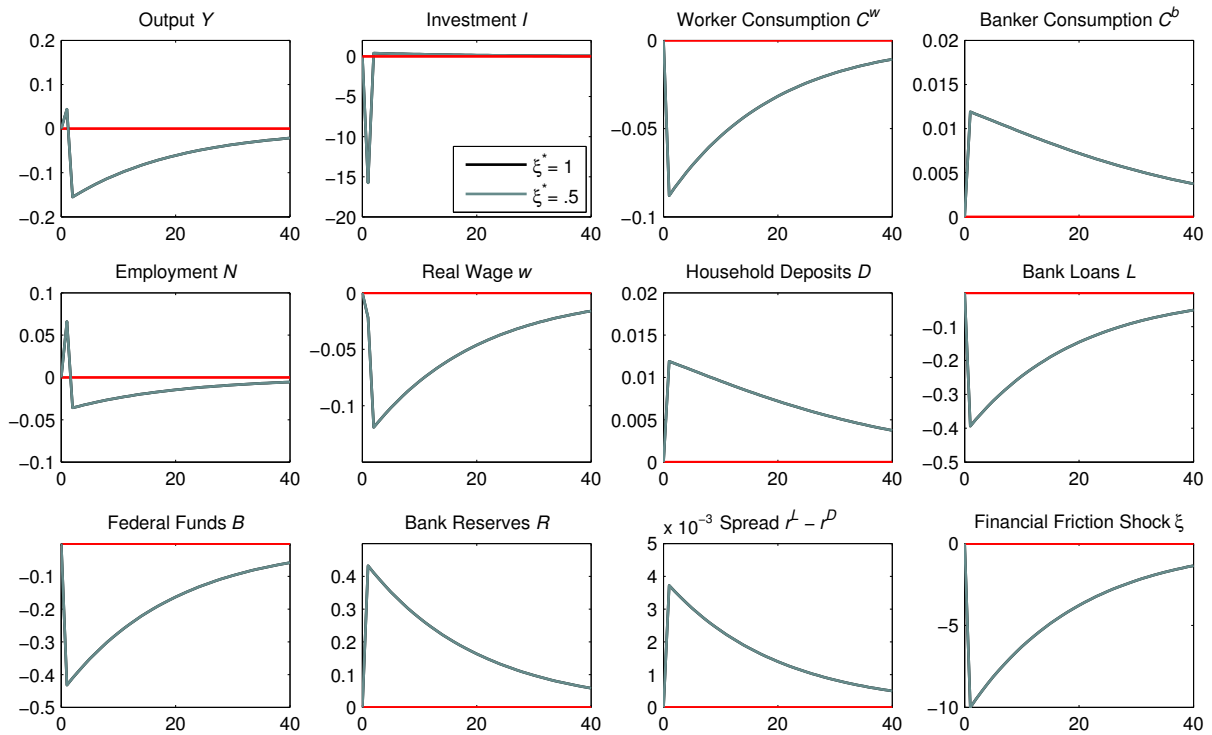 Output Y
0.2
0.1
0
−0.1
−0.2
0 20 40
Investment I
0
−5
−10
−15
−20
0 20 40
ξ* = 1
ξ* = .5
Worker Consumption C^w
0
−0.05
−0.1
0 20 40
Banker Consumption C^b
0.02
0.015
0.01
0.005
0
0 20 40
Employment N
0.1
0.05
0
−0.05
−0.1
0 20 40
Real Wage w
0
−0.05
−0.1
0 20 40
Household Deposits D
0.02
0.015
0.01
0.005
0
0 20 40
Bank Loans L
−0.1
−0.2
−0.3
−0.4
−0.5
0 20 40
Federal Funds B
−0.1
−0.2
−0.3
−0.4
−0.5
0 20 40
Bank Reserves R
0.4
0.3
0.2
0.1
0
0 20 40
x 10^−3 Spread r^L − r^D
5
4
3
2
1
0
0 20 40
Financial Friction Shock ξ
0
−5
−10
0 20 40